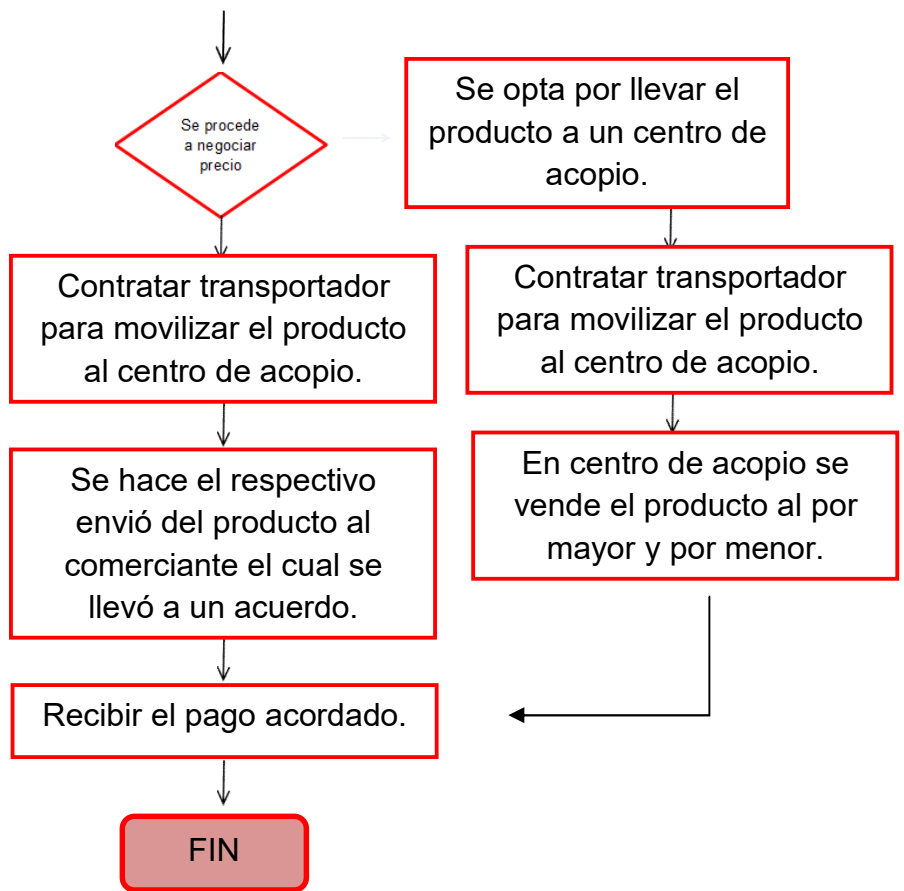 Se procede
a negociar
precio
Se opta por llevar el
producto a un centro de
acopio.
Contratar transportador
para movilizar el producto
al centro de acopio.
Contratar transportador
para movilizar el producto
al centro de acopio.
Se hace el respectivo
envió del producto al
comerciante el cual se
llevó a un acuerdo.
En centro de acopio se
vende el producto al por
mayor y por menor.
Recibir el pago acordado.
FIN